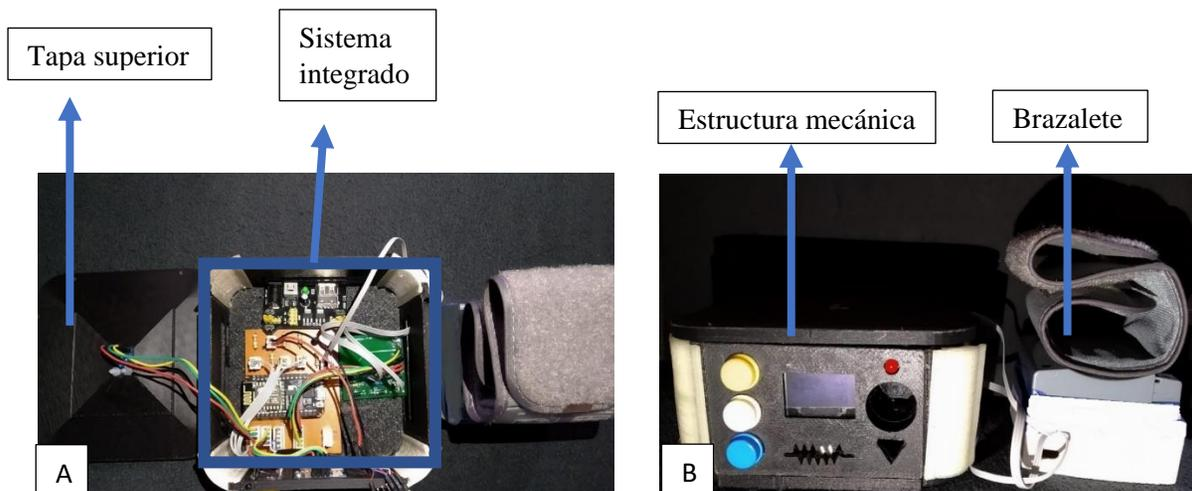 Tapa superior
Sistema
integrado
Estructura mecánica
Brazalete
A
B